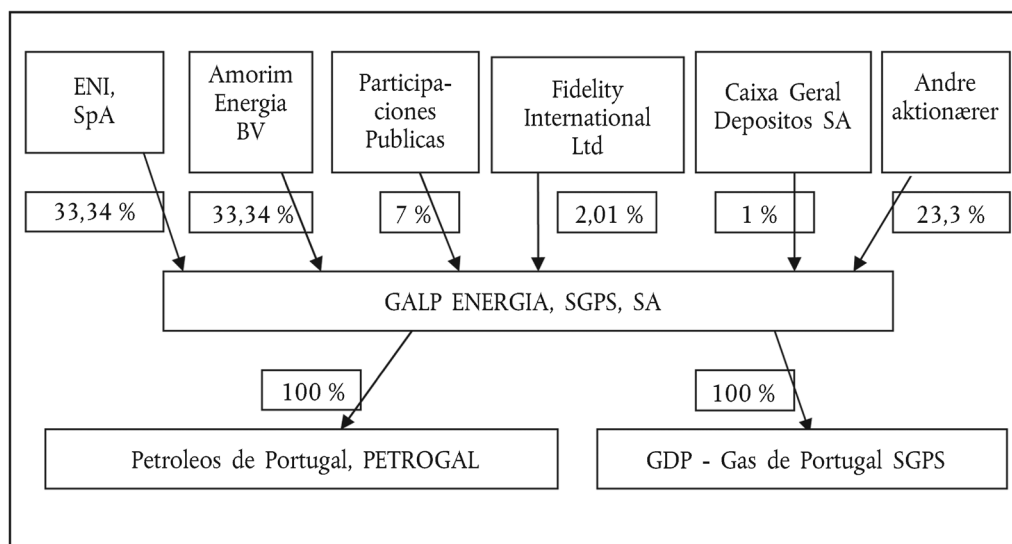 ENI,
SpA
Amorim
Energia
BV
Participa-
ciones
Publicas
Fidelity
International
Ltd
Caixa Geral
Depositos SA
Andre
aktionærer
33,34 %
33,34 %
7 %
2,01 %
1 %
23,3 %
GALP ENERGIA, SGPS, SA
100 %
100 %
Petroleos de Portugal, PETROGAL
GDP - Gas de Portugal SGPS